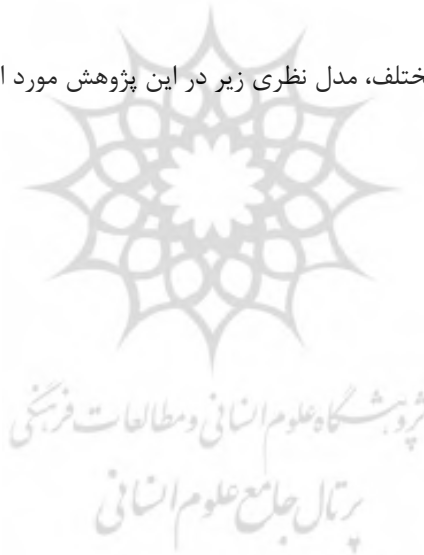 ختلف، مدل نظری زیر در این پژوهش مورد ا
پژوهشگاه علوم انسانی و مطالعات فرهنگی
پرتال جامع علوم انسانی